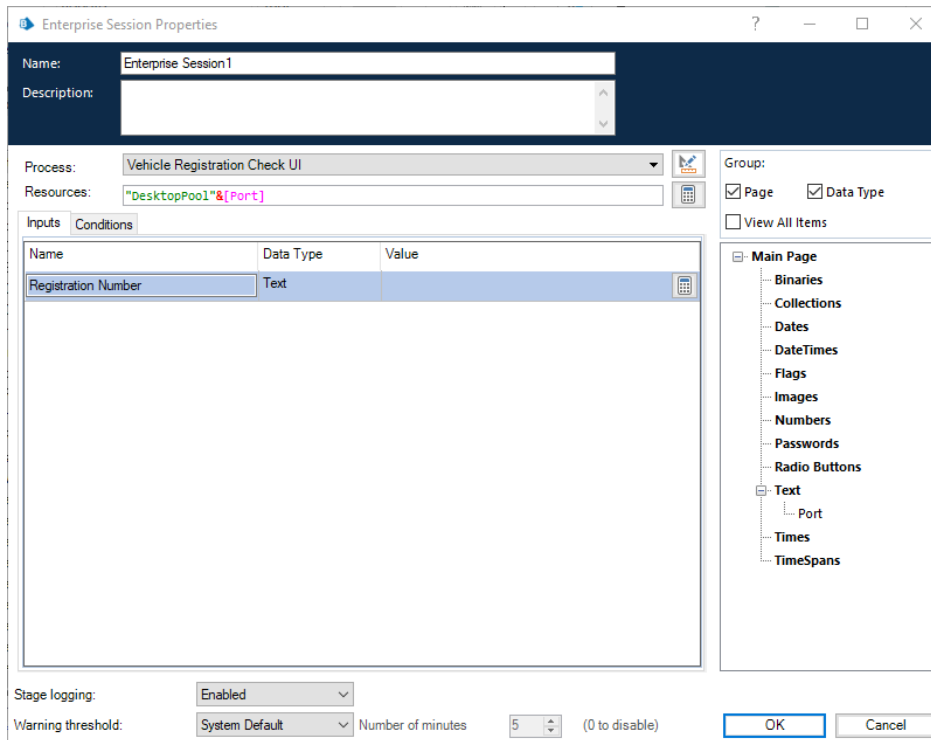 Enterprise Session Properties
Name: Enterprise Session1
Description:
Process: Vehicle Registration Check UI
Resources: "DesktopPool"&[Port]
Inputs Conditions
Name Data Type Value
Registration Number Text
Group:
Page Data Type
View All Items
Main Page
Binaries
Collections
Dates
DateTimes
Flags
Images
Numbers
Passwords
Radio Buttons
Text
Port
Times
TimeSpans
Stage logging: Enabled
Warning threshold: System Default Number of minutes 5 (0 to disable)
OK Cancel